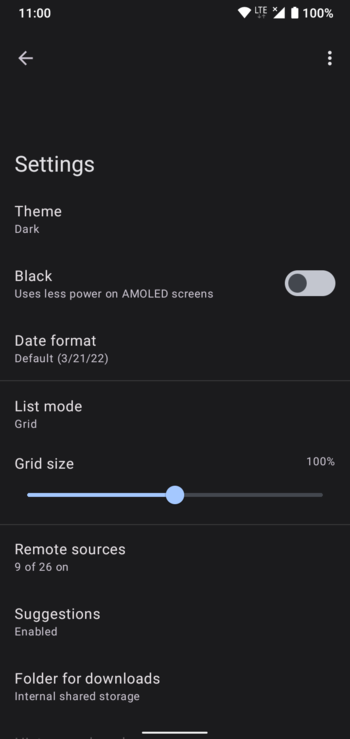 11:00
LTE
100%
Settings
Theme
Dark
Black
Uses less power on AMOLED screens
Date format
Default (3/21/22)
List mode
Grid
Grid size
100%
Remote sources
9 of 26 on
Suggestions
Enabled
Folder for downloads
Internal shared storage